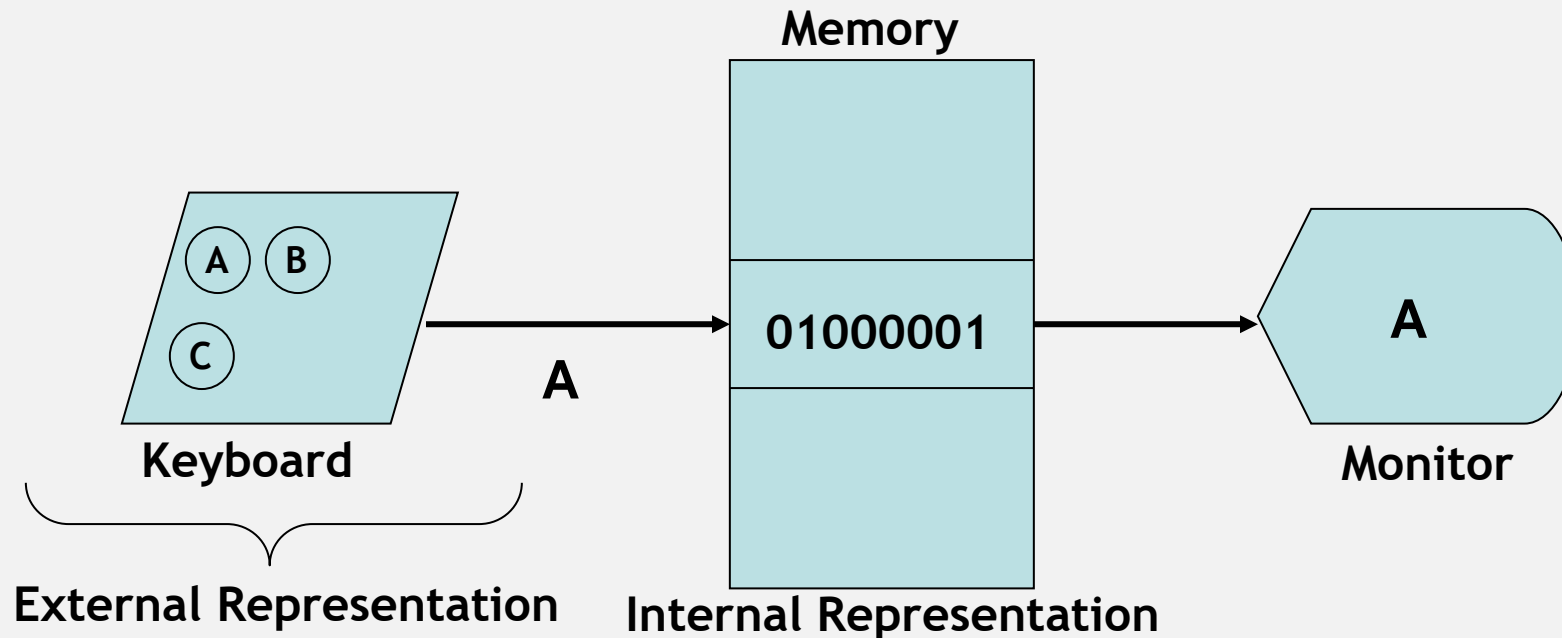 Memory
A B
C
01000001
A
A
Keyboard
Monitor
External Representation
Internal Representation